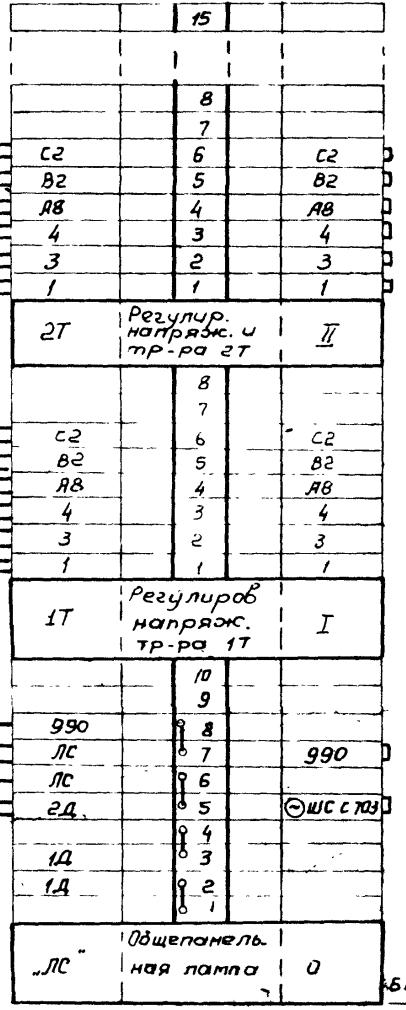 15
8
7
С2 6 С2
В2 5 В2
А8 4 А8
4 3 4
3 2 3
1 1 1
2Т Регулир. напряж. и тр-ра 2Т II
8
7
С2 6 С2
В2 5 В2
А8 4 А8
4 3 4
3 2 3
1 1 1
1Т Регулиров напряж. тр-ра 1Т I
10
9
990 8
ЛС 7 990
ЛС 6
2Д 5 ~ ШС с ТОЗ
4
1Д 3
1Д 2
1
„ЛС" Общепанель- ная лампа 0